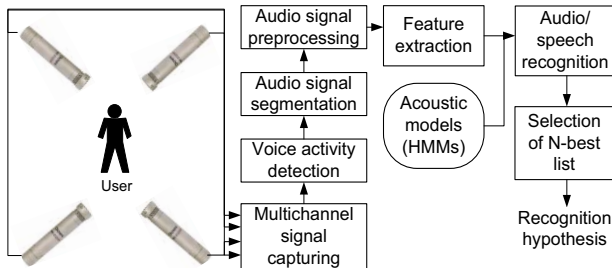 User
Multichannel
signal
capturing
Voice activity
detection
Audio signal
segmentation
Audio signal
preprocessing
Feature
extraction
Acoustic
models
(HMMs)
Audio/
speech
recognition
Selection
of N-best
list
Recognition
hypothesis